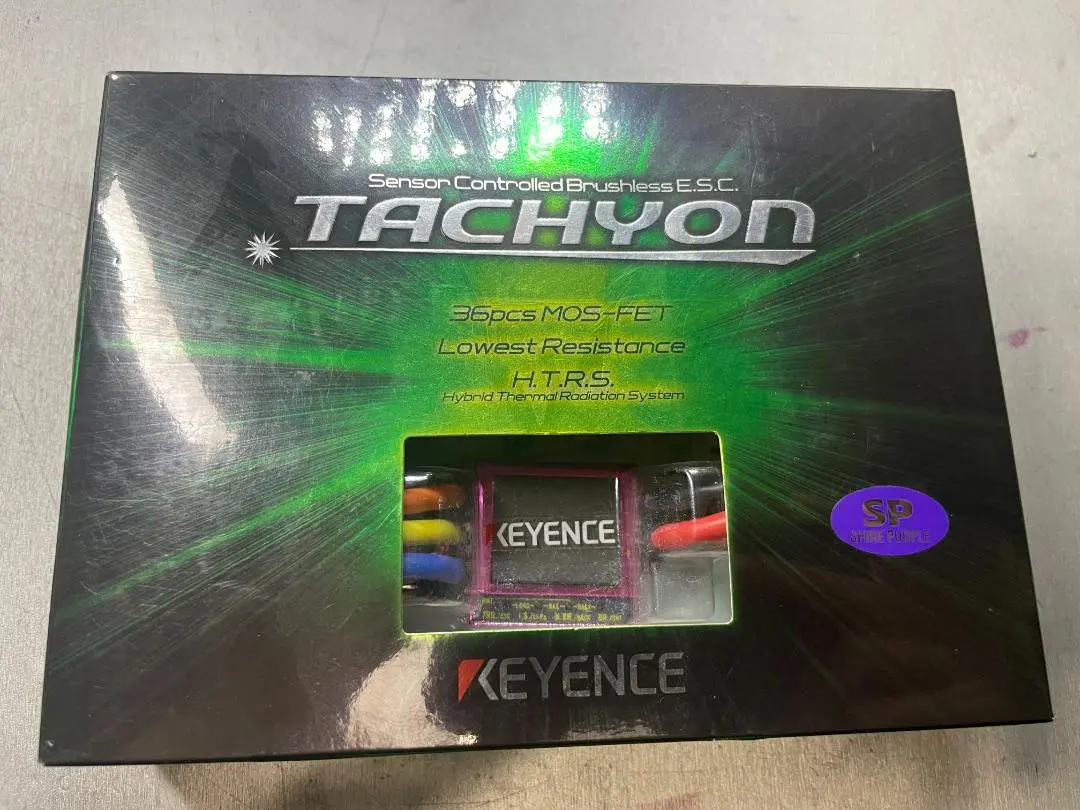 Sensor Controlled Brushless E.S.C.
TACHYON
36pcs MOS-FET
Lowest Resistance
H.T.R.S.
Hybrid Thermal Radiation System
KEYENCE
SP
SHINE PURPLE
KEYENCE